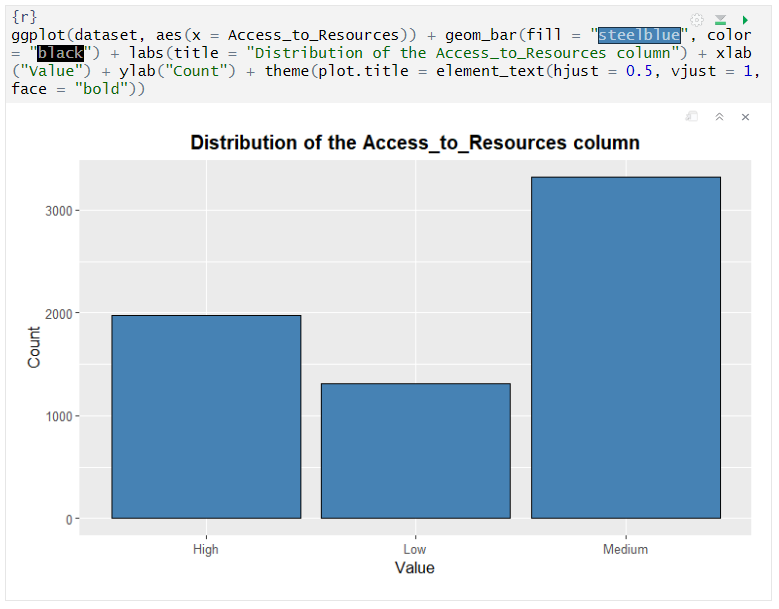 {r}
ggplot(dataset, aes(x = Access_to_Resources)) + geom_bar(fill = "steelblue", color
= "black") + labs(title = "Distribution of the Access_to_Resources column") + xlab
("Value") + ylab("Count") + theme(plot.title = element_text(hjust = 0.5, vjust = 1,
face = "bold"))
Distribution of the Access_to_Resources column
3000
2000
1000
0
Count
High Low Medium
Value